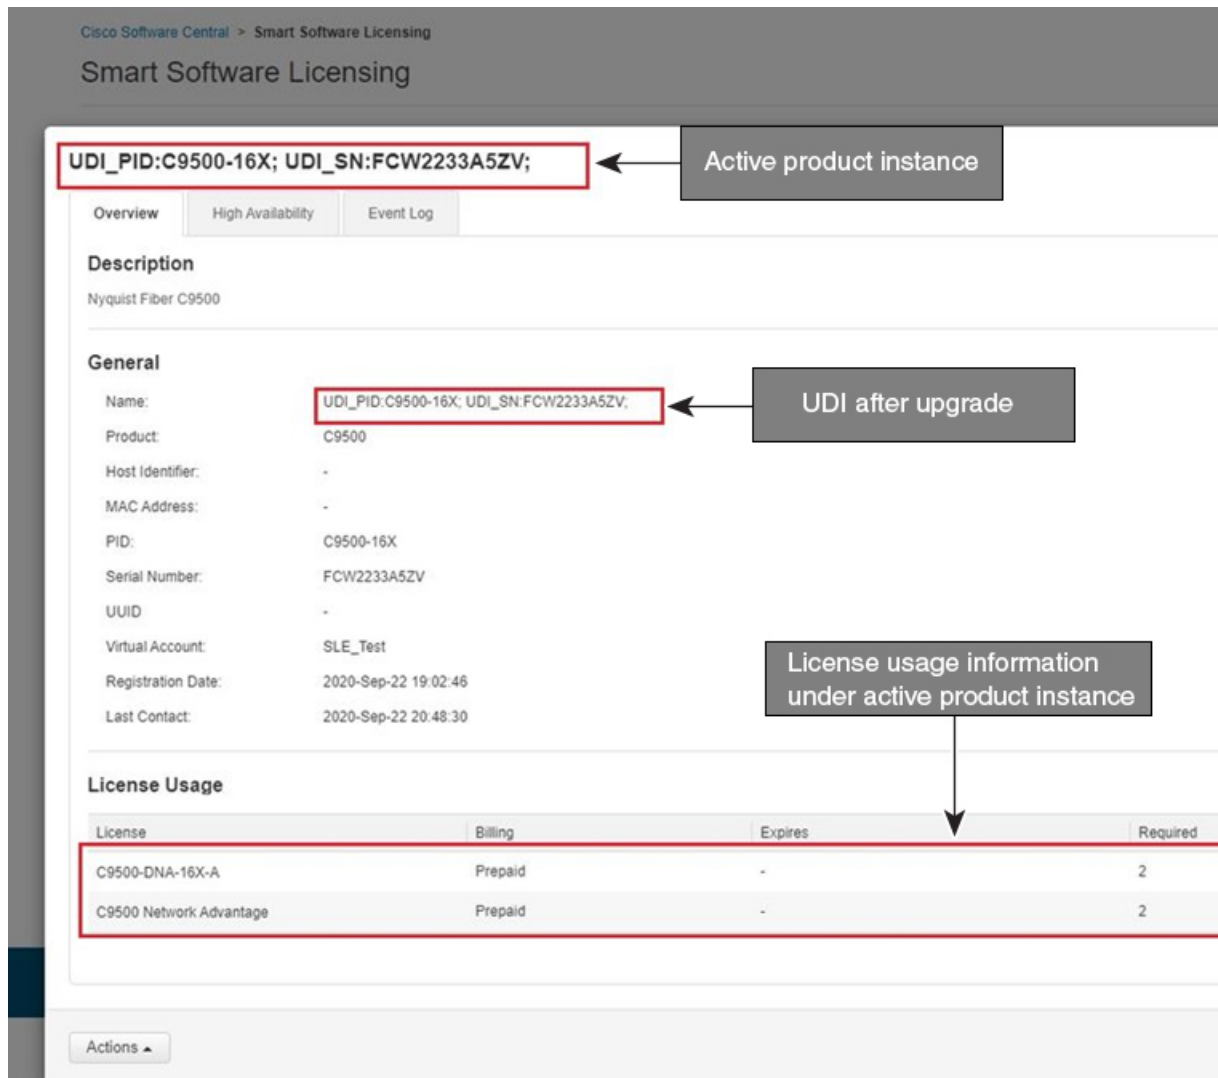 Cisco Software Central > Smart Software Licensing
Smart Software Licensing
UDI_PID:C9500-16X; UDI_SN:FCW2233A5ZV;
Active product instance
Overview High Availability Event Log
Description
Nyquist Fiber C9500
General
Name: UDI_PID:C9500-16X; UDI_SN:FCW2233A5ZV;
UDI after upgrade
Product: C9500
Host Identifier: -
MAC Address: -
PID: C9500-16X
Serial Number: FCW2233A5ZV
UUID -
Virtual Account: SLE_Test
Registration Date: 2020-Sep-22 19:02:46
Last Contact: 2020-Sep-22 20:48:30
License usage information
under active product instance
License Usage
License Billing Expires Required
C9500-DNA-16X-A Prepaid - 2
C9500 Network Advantage Prepaid - 2
Actions